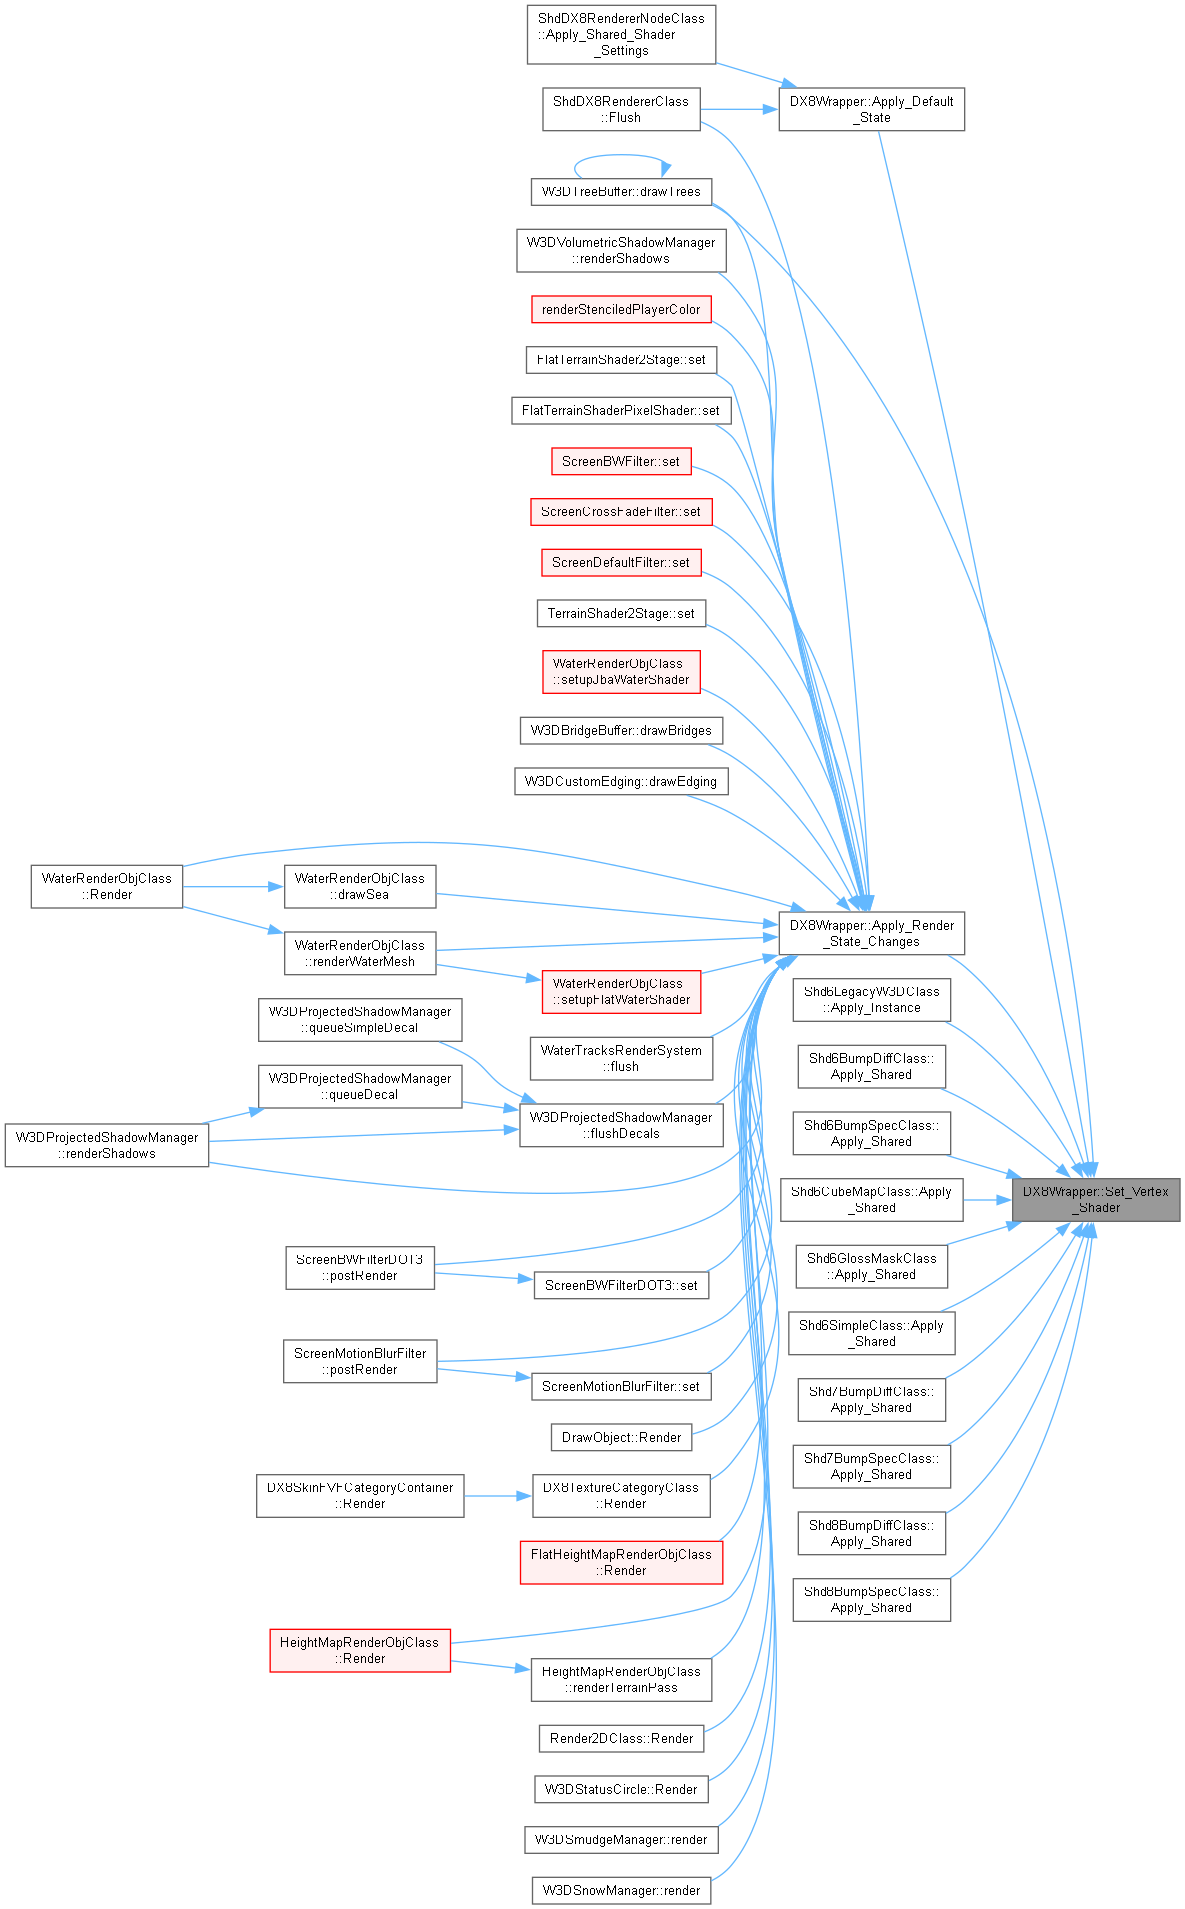 ShdDX8RendererNodeClass
::Apply_Shared_Shader
_Settings
DX8Wrapper::Apply_Default
_State
ShdDX8RendererClass
::Flush
W3DTreeBuffer::drawTrees
W3DVolumetricShadowManager
::renderShadows
renderStenciledPlayerColor
FlatTerrainShader2Stage::set
FlatTerrainShaderPixelShader::set
ScreenBWFilter::set
ScreenCrossFadeFilter::set
ScreenDefaultFilter::set
TerrainShader2Stage::set
WaterRenderObjClass
::setupJbaWaterShader
W3DBridgeBuffer::drawBridges
W3DCustomEdging::drawEdging
WaterRenderObjClass
::Render
WaterRenderObjClass
::drawSea
WaterRenderObjClass
::renderWaterMesh
DX8Wrapper::Apply_Render
_State_Changes
WaterRenderObjClass
::setupFlatWaterShader
Shd6LegacyW3DClass
::Apply_Instance
W3DProjectedShadowManager
::queueSimpleDecal
WaterTracksRenderSystem
::flush
Shd6BumpDiffClass::
Apply_Shared
W3DProjectedShadowManager
::queueDecal
W3DProjectedShadowManager
::flushDecals
W3DProjectedShadowManager
::renderShadows
Shd6BumpSpecClass::
Apply_Shared
Shd6CubeMapClass::Apply
_Shared
DX8Wrapper::Set_Vertex
_Shader
Shd6GlossMaskClass
::Apply_Shared
ScreenBWFilterDOT3
::postRender
ScreenBWFilterDOT3::set
Shd6SimpleClass::Apply
_Shared
ScreenMotionBlurFilter
::postRender
ScreenMotionBlurFilter::set
Shd7BumpDiffClass::
Apply_Shared
DrawObject::Render
Shd7BumpSpecClass::
Apply_Shared
DX8SkinFVFCategoryContainer
::Render
DX8TextureCategoryClass
::Render
Shd8BumpDiffClass::
Apply_Shared
FlatHeightMapRenderObjClass
::Render
Shd8BumpSpecClass::
Apply_Shared
HeightMapRenderObjClass
::Render
HeightMapRenderObjClass
::renderTerrainPass
Render2DClass::Render
W3DStatusCircle::Render
W3DSmudgeManager::render
W3DSnowManager::render